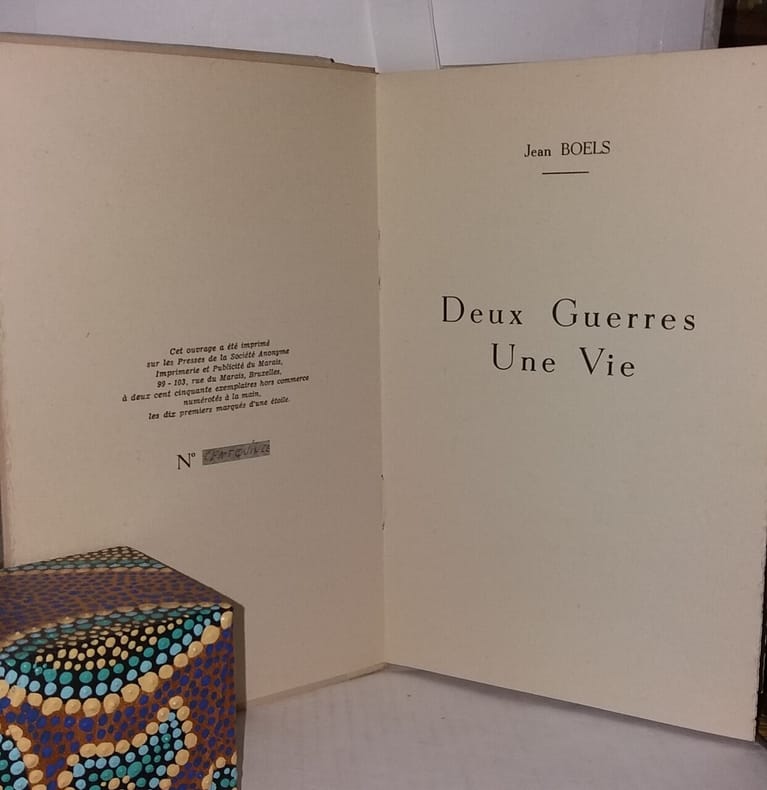 Cet ouvrage a été imprimé
sur les Presses de la Société Anonyme
Imprimerie et Publicité du Marais,
99 - 103, rue du Marais, Bruxelles,
à deux cent cinquante exemplaires hors commerce
numérotés à la main,
les dix premiers marqués d'une étoile.
N° CENT QUINZE
Jean BOELS
Deux Guerres
Une Vie